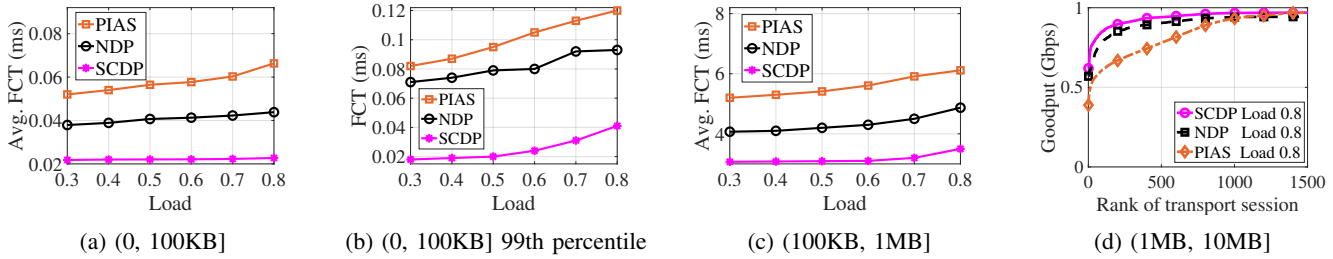 0.08
0.06
0.04
0.02
Avg. FCT (ms)
PIAS
NDP
SCDP
0.3 0.4 0.5 0.6 0.7 0.8
Load
(a) (0, 100KB]
0.12
0.1
0.08
0.06
0.04
0.02
FCT (ms)
PIAS
NDP
SCDP
0.3 0.4 0.5 0.6 0.7 0.8
Load
(b) (0, 100KB] 99th percentile
8
6
4
Avg. FCT (ms)
PIAS
NDP
SCDP
0.3 0.4 0.5 0.6 0.7 0.8
Load
(c) (100KB, 1MB]
1
0.5
0
Goodput (Gbps)
SCDP Load 0.8
NDP Load 0.8
PIAS Load 0.8
0 500 1000 1500
Rank of transport session
(d) (1MB, 10MB]